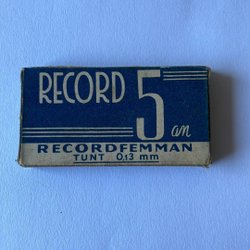 RECORD
5 an
RECORDFEMMAN
TUNT 0,13 mm